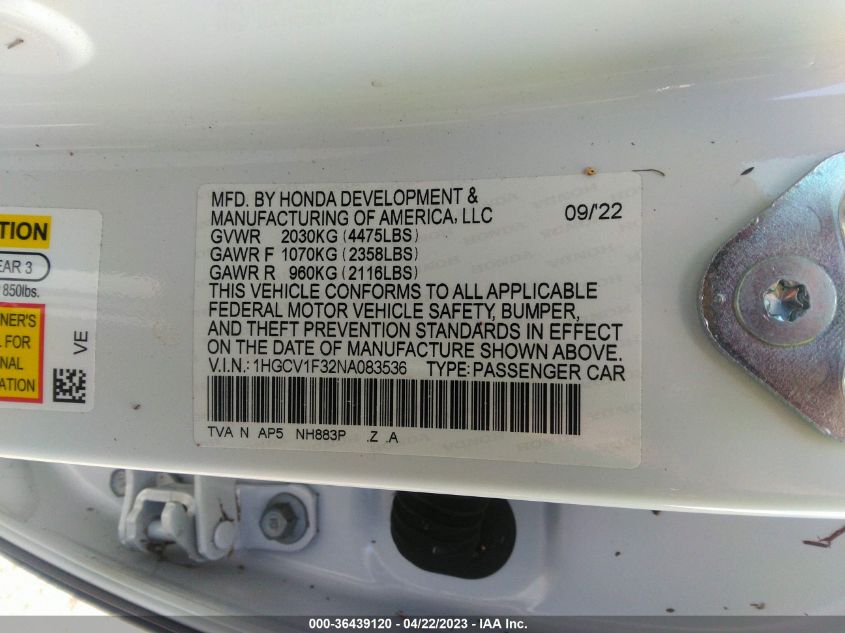 MFD. BY HONDA DEVELOPMENT &
MANUFACTURING OF AMERICA, LLC 09/'22
GVWR 2030KG (4475LBS)
GAWR F 1070KG (2358LBS)
GAWR R 960KG (2116LBS)
THIS VEHICLE CONFORMS TO ALL APPLICABLE
FEDERAL MOTOR VEHICLE SAFETY, BUMPER,
AND THEFT PREVENTION STANDARDS IN EFFECT
ON THE DATE OF MANUFACTURE SHOWN ABOVE.
V.I.N.: 1HGCV1F32NA083536 TYPE: PASSENGER CAR
TVA N AP5 NH883P .Z .A
EAR 3
850lbs.
NER'S
FOR
VE
000-36439120 - 04/22/2023 - IAA Inc.